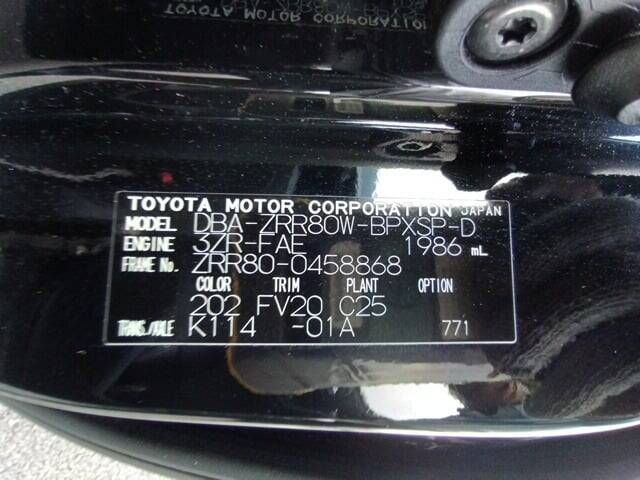 TOYOTA MOTOR CORPORATION JAPAN
MODEL DBA-ZRR80W-BPXSP-D
ENGINE 3ZR-FAE 1986 mL
FRAME No. ZRR80-0458868
COLOR TRIM PLANT OPTION
202 FV20 C25
TRANS./AXLE K114 -01A 771